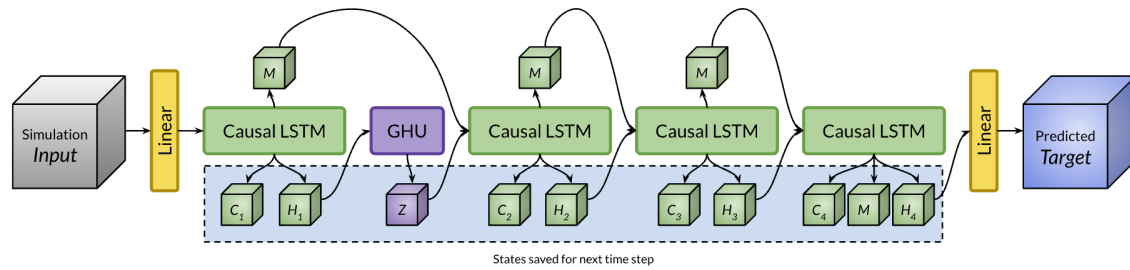 M
M
M
Simulation
Input
Linear
Causal LSTM
GHU
Causal LSTM
Causal LSTM
Causal LSTM
Linear
Predicted
Target
C1
H1
Z
C2
H2
C3
H3
C4
M
H4
States saved for next time step